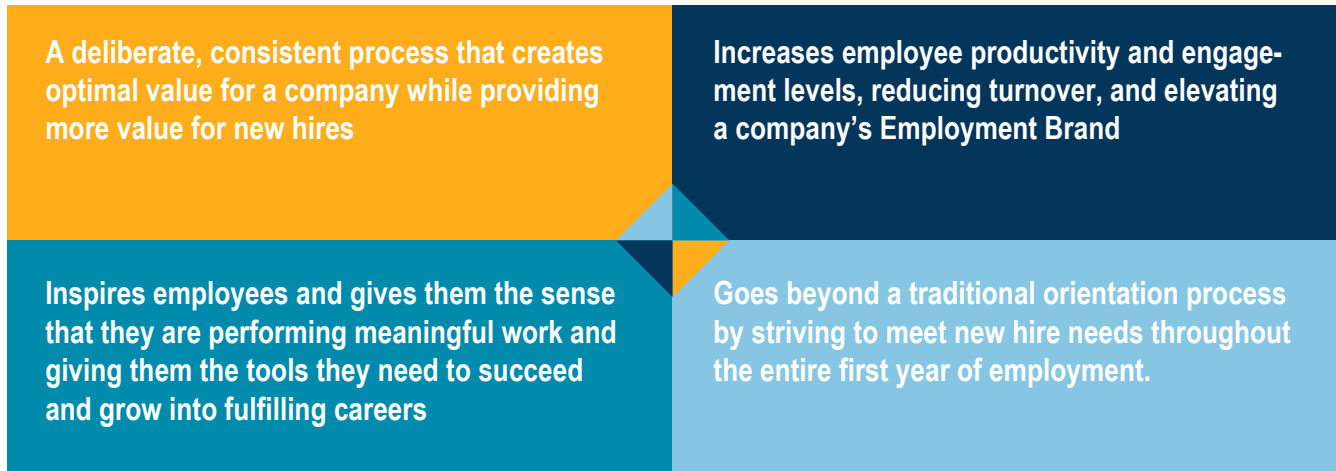 A deliberate, consistent process that creates
optimal value for a company while providing
more value for new hires
Increases employee productivity and engage-
ment levels, reducing turnover, and elevating
a company’s Employment Brand
Inspires employees and gives them the sense
that they are performing meaningful work and
giving them the tools they need to succeed
and grow into fulfilling careers
Goes beyond a traditional orientation process
by striving to meet new hire needs throughout
the entire first year of employment.